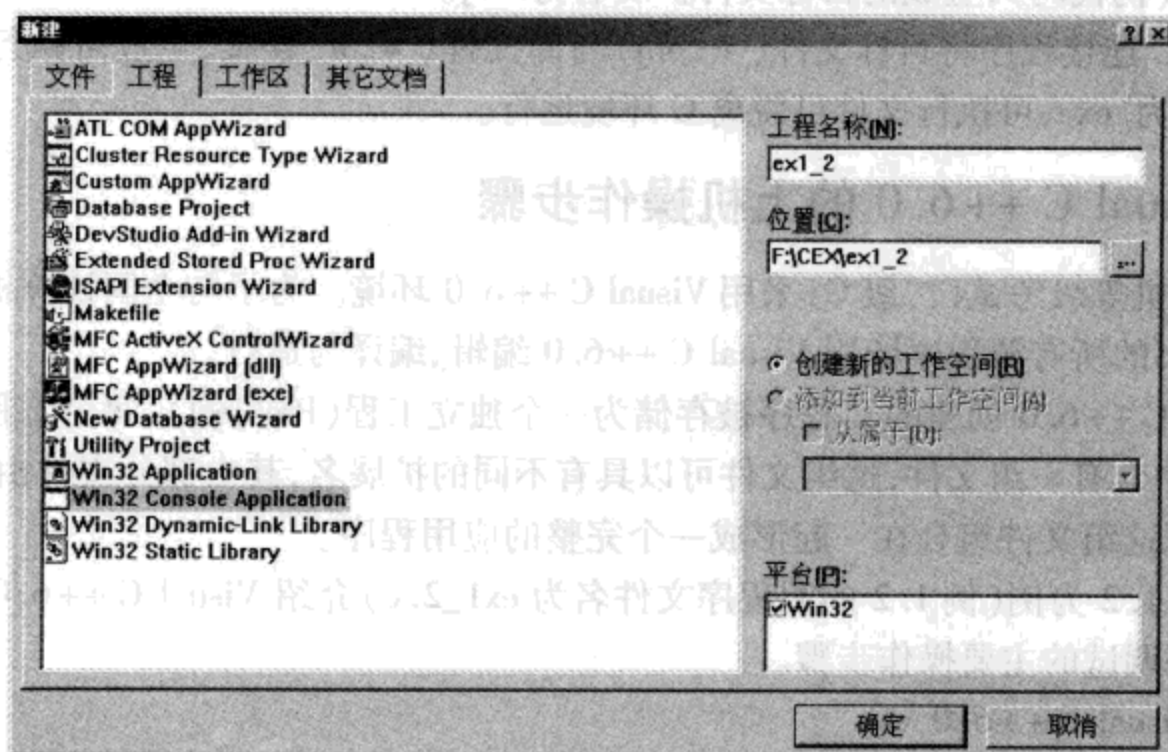 新建
文件 工程 工作区 其它文档
ATL COM AppWizard
Cluster Resource Type Wizard
Custom AppWizard
Database Project
DevStudio Add-in Wizard
Extended Stored Proc Wizard
ISAPI Extension Wizard
Makefile
MFC ActiveX ControlWizard
MFC AppWizard (dll)
MFC AppWizard (exe)
New Database Wizard
Utility Project
Win32 Application
Win32 Console Application
Win32 Dynamic-Link Library
Win32 Static Library
工程名称(N):
ex1_2
位置(C):
F:\CEX\ex1_2
...
创建新的工作空间(R)
添加到当前工作空间(A)
从属于(D):
平台(P):
Win32
确定 取消